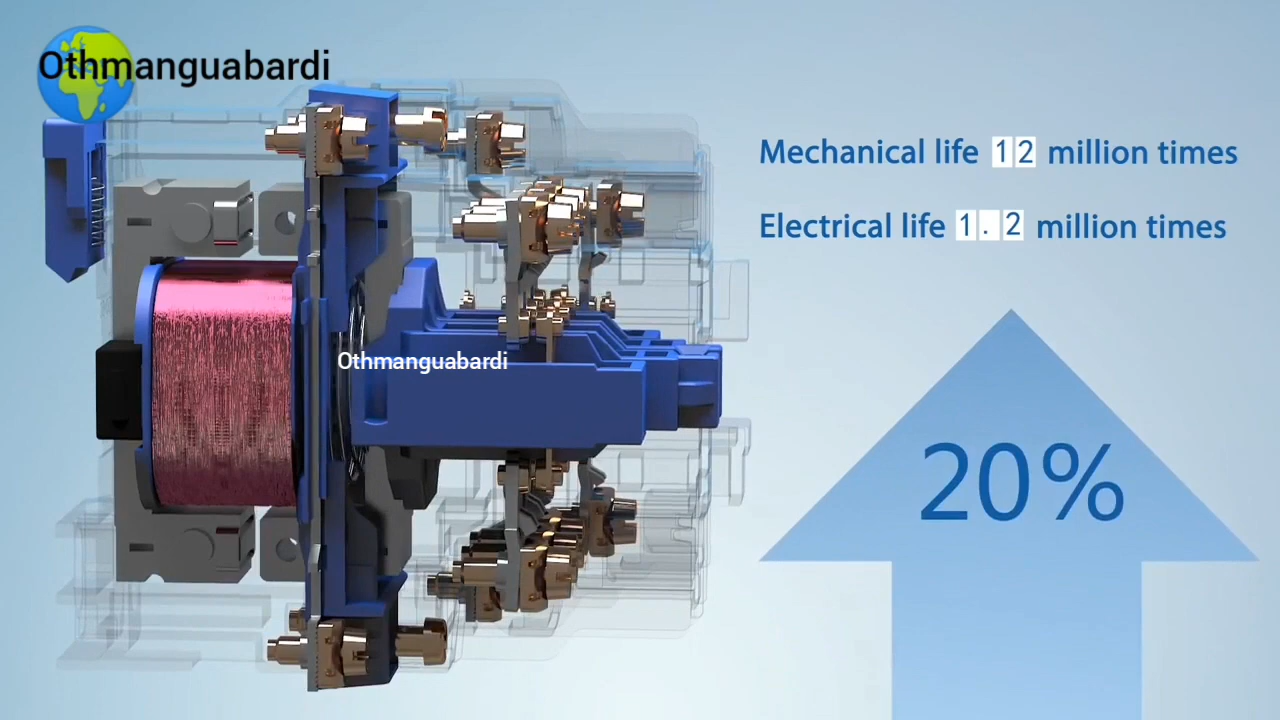 Othmanguabardi
Mechanical life 12 million times
Electrical life 1.2 million times
Othmanguabardi
20%